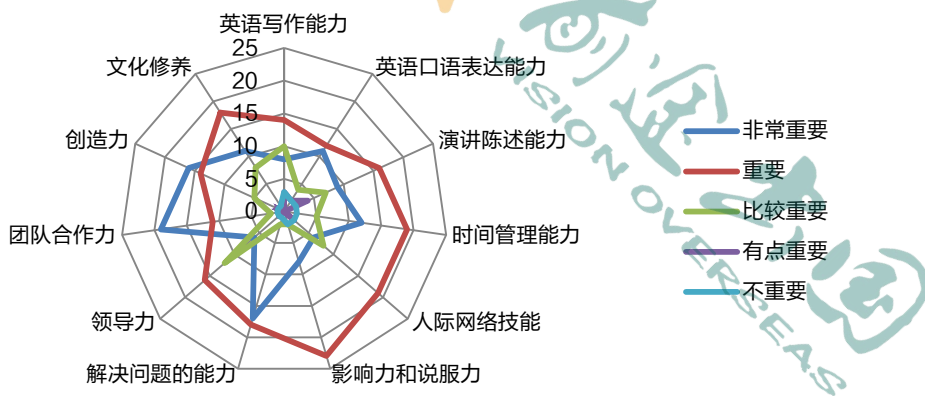 英语写作能力
英语口语表达能力
演讲陈述能力
时间管理能力
人际网络技能
影响力和说服力
解决问题的能力
领导力
团队合作力
创造力
文化修养
25
20
15
10
5
0
非常重要
重要
比较重要
有点重要
不重要
VISION OVERSEAS